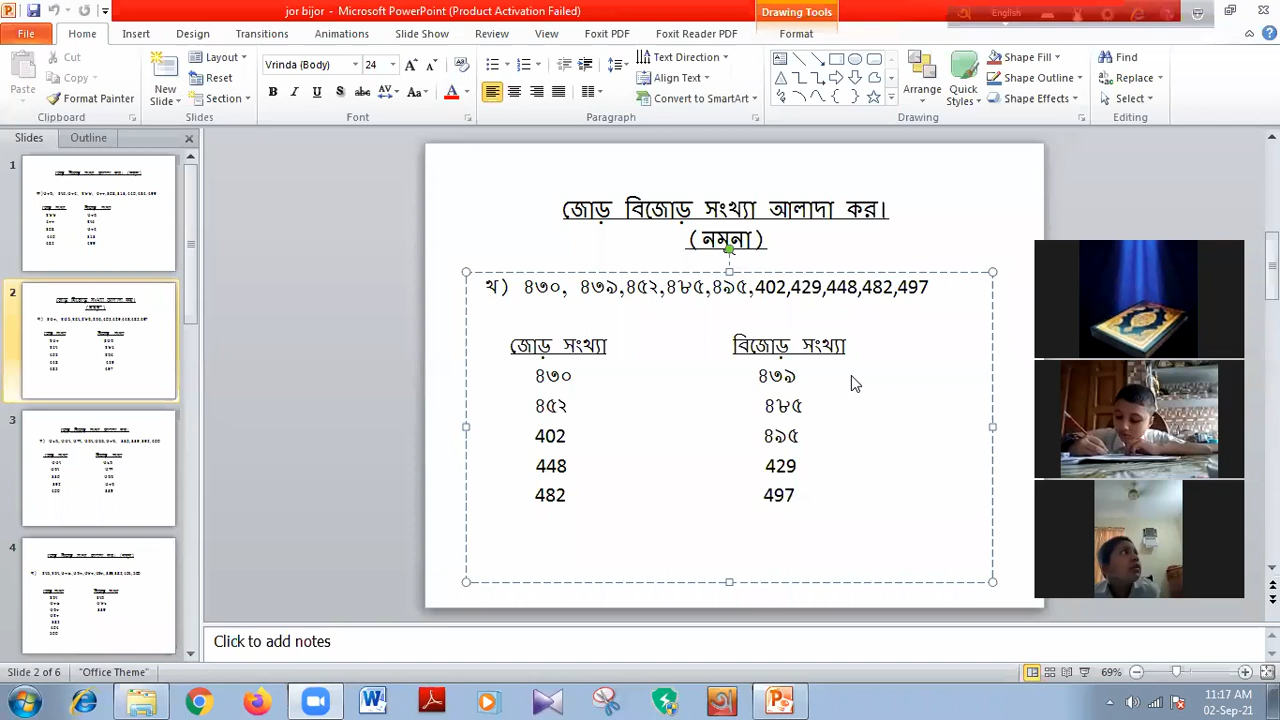 jor bijor - Microsoft PowerPoint (Product Activation Failed)
Drawing Tools
English
File Home Insert Design Transitions Animations Slide Show Review View Foxit PDF Foxit Reader PDF Format
Paste
Cut
Copy
Format Painter
Clipboard
New Slide
Layout
Reset
Section
Slides
Vrinda (Body) 24
Font
Text Direction
Align Text
Convert to SmartArt
Paragraph
Arrange
Quick Styles
Shape Fill
Shape Outline
Shape Effects
Drawing
Find
Replace
Select
Editing
Slides Outline
1
2
3
4
জোড় বিজোড় সংখ্যা আলাদা কর।
(নমুনা)
খ) ৪৩০, ৪৩৯,৪৫২,৪৮৫,৪৯৫,402,429,448,482,497
জোড় সংখ্যা বিজোড় সংখ্যা
৪৩০ ৪৩৯
৪৫২ ৪৮৫
402 ৪৯৫
448 429
482 497
Click to add notes
Slide 2 of 6 "Office Theme" 69%
11:17 AM
02-Sep-21